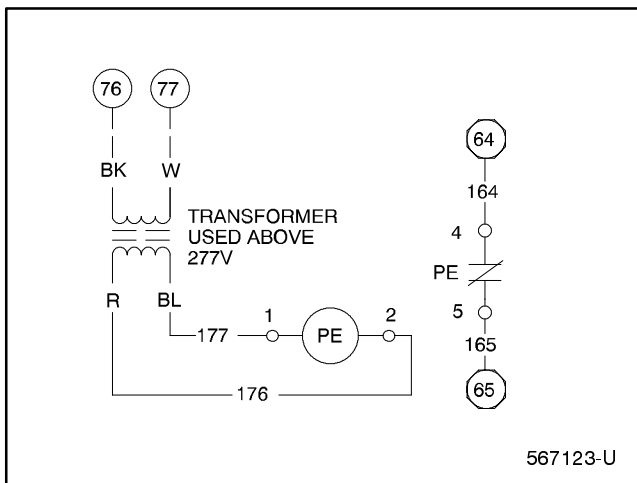 76 77
BK W
TRANSFORMER
USED ABOVE
277V
R BL
177
1
PE
2
176
64
164
4
PE
5
165
65
567123-U